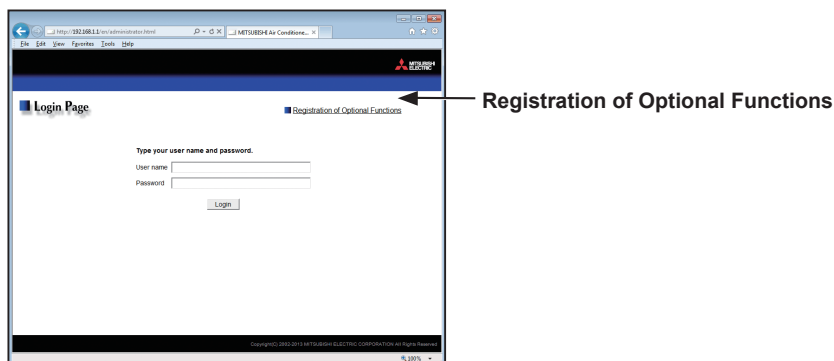 http://192.168.1.1/en/administrator.html
MITSUBISHI Air Conditione...
File Edit View Favorites Tools Help
MITSUBISHI
ELECTRIC
Login Page
Registration of Optional Functions
Registration of Optional Functions
Type your user name and password.
User name
Password
Login
Copyright(C) 2002-2013 MITSUBISHI ELECTRIC CORPORATION All Rights Reserved.
100%